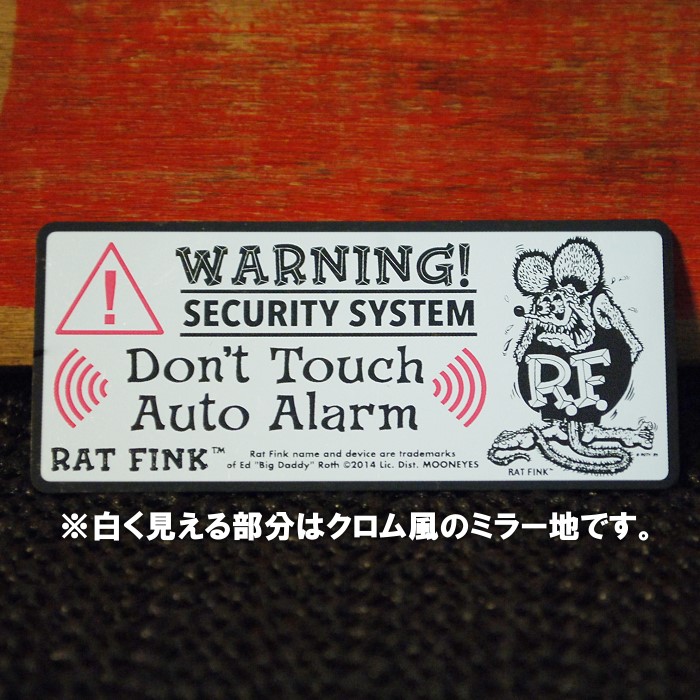 WARNING!
SECURITY SYSTEM
Don't Touch
Auto Alarm
RAT FINK™
Rat Fink name and device are trademarks
of Ed "Big Daddy" Roth ©2014 Lic. Dist. MOONEYES
R.F.
RAT FINK™
※白く見える部分はクロム風のミラー地です。